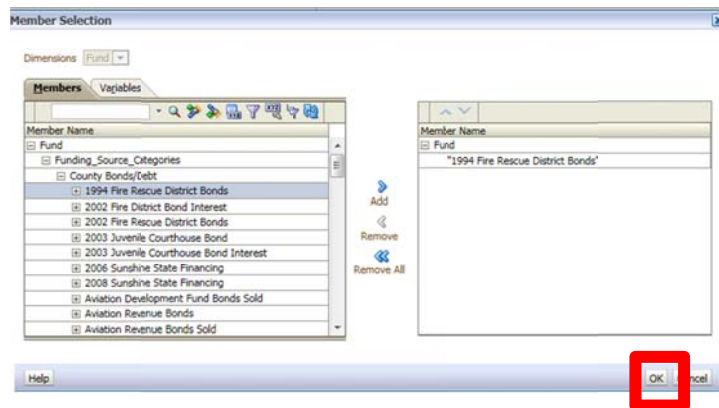 Member Selection
Dimensions Fund
Members Variables
Member Name
Fund
Funding_Source_Categories
County Bonds/Debt
1994 Fire Rescue District Bonds
2002 Fire District Bond Interest
2002 Fire Rescue District Bonds
2003 Juvenile Courthouse Bond
2003 Juvenile Courthouse Bond Interest
2006 Sunshine State Financing
2008 Sunshine State Financing
Aviation Development Fund Bonds Sold
Aviation Revenue Bonds
Aviation Revenue Bonds Sold
Add
Remove
Remove All
Member Name
Fund
"1994 Fire Rescue District Bonds"
Help
OK Cancel